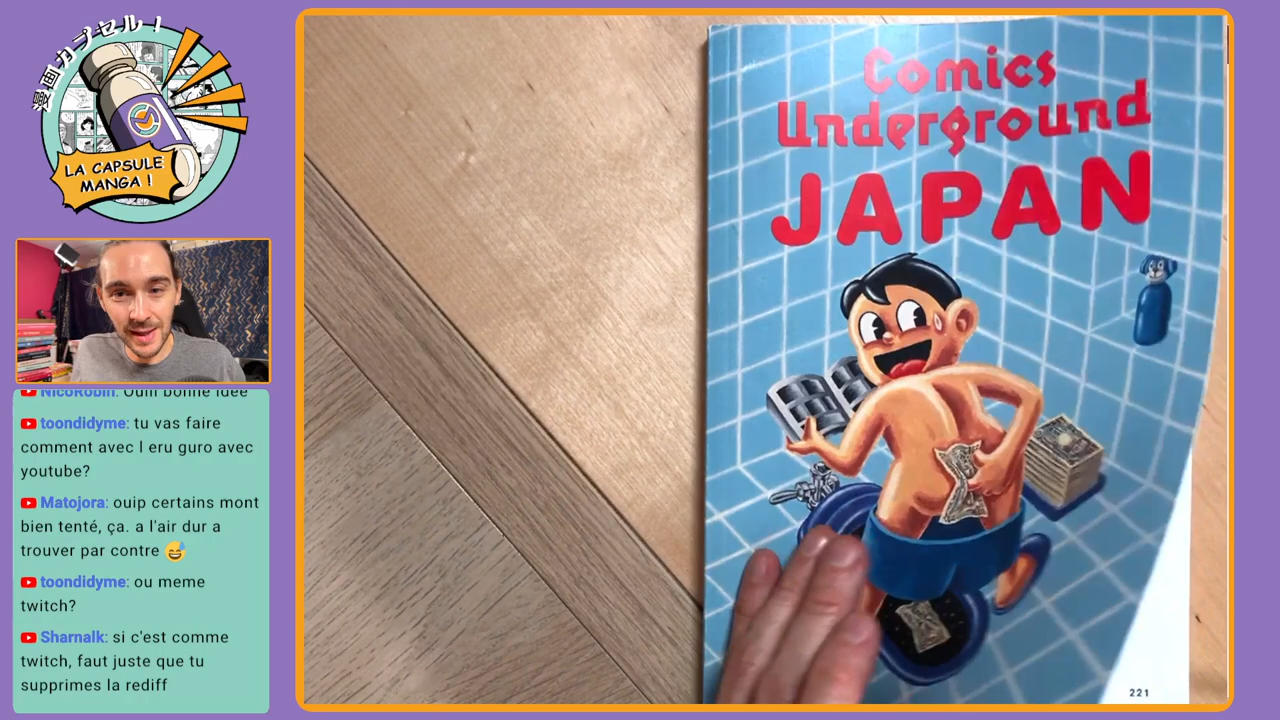 漫画カプセル！
LA CAPSULE
MANGA !
NicoRobin: Ouiii bonne idée
toondidyme: tu vas faire
comment avec l eru guro avec
youtube?
Matojora: ouip certains mont
bien tenté, ça. a l'air dur a
trouver par contre 😅
toondidyme: ou meme
twitch?
Sharnalk: si c'est comme
twitch, faut juste que tu
supprimes la rediff
Comics
Underground
JAPAN
221